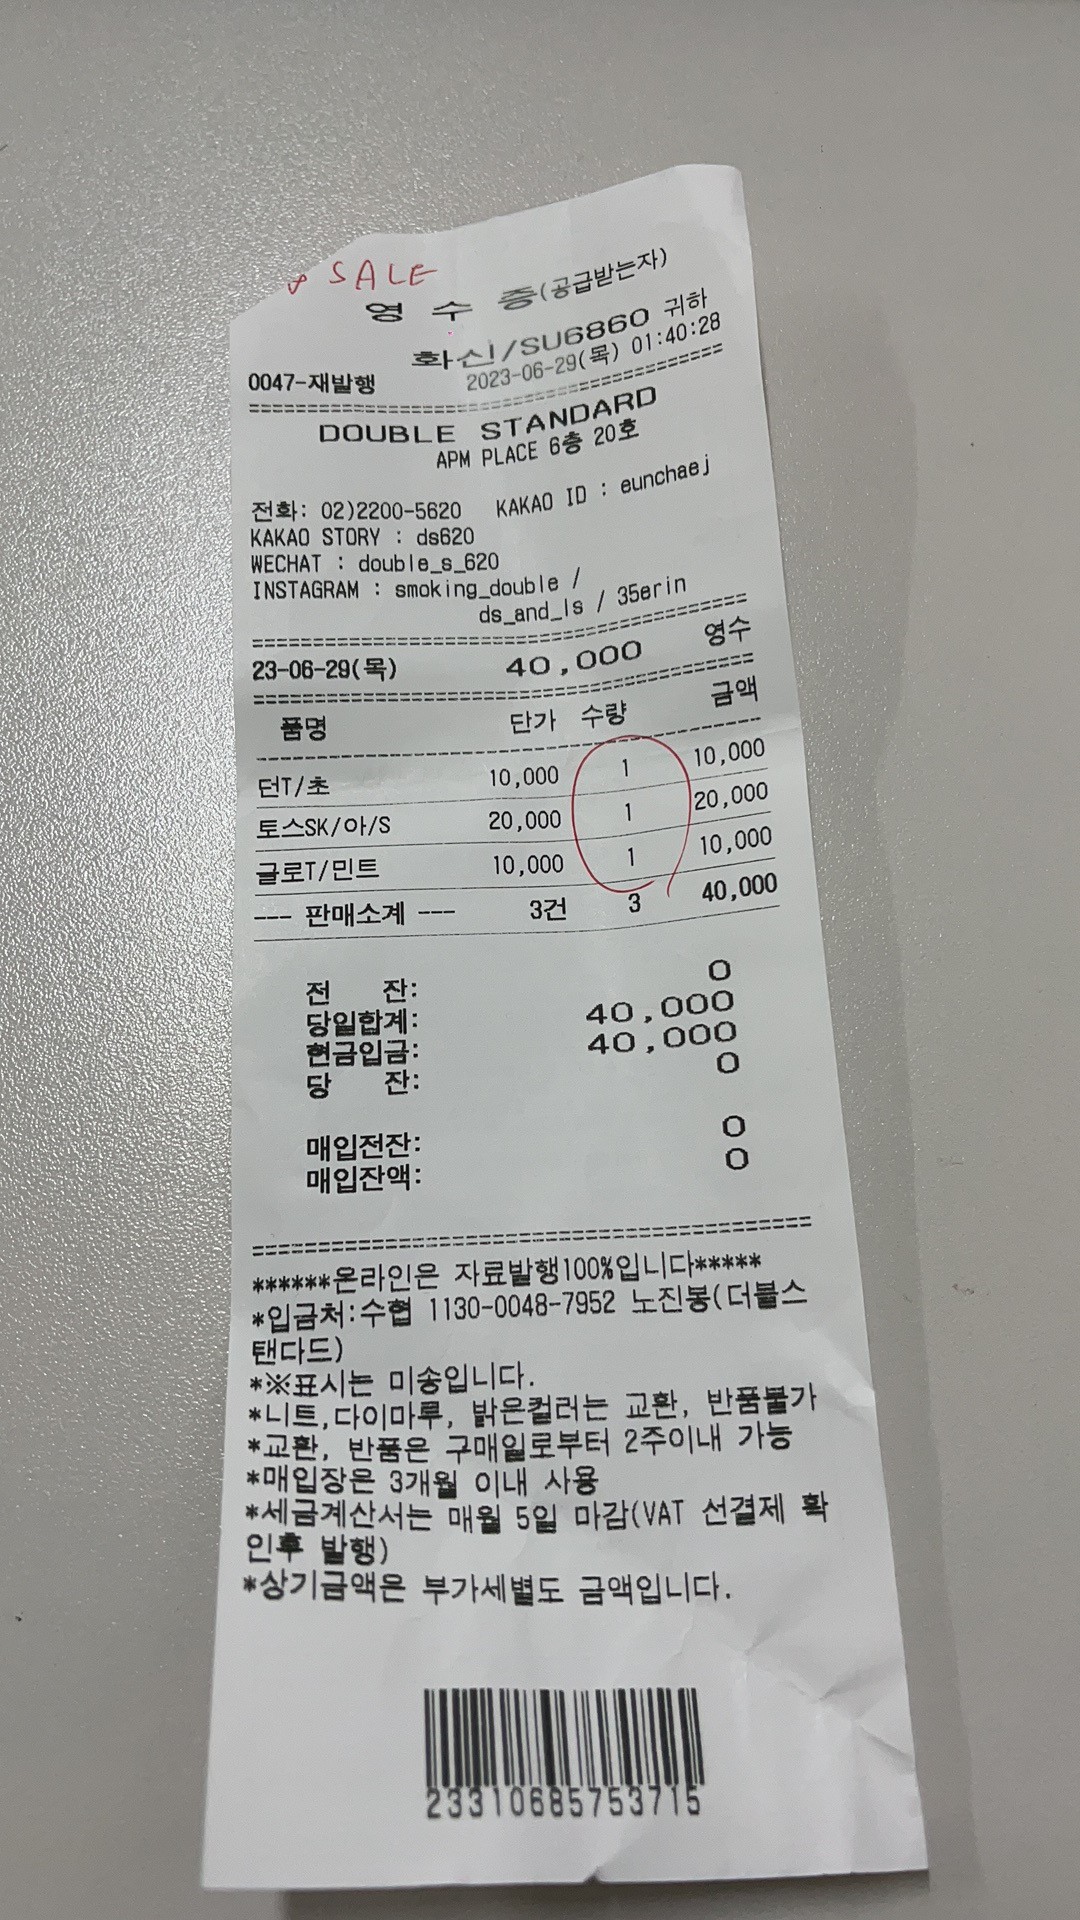 SALE
영 수 증(공급받는자)
화신/SU6860 귀하
0047-재발행 2023-06-29(목) 01:40:28
================================
DOUBLE STANDARD
APM PLACE 6층 20호
전화: 02)2200-5620 KAKAO ID : eunchaej
KAKAO STORY : ds620
WECHAT : double_s_620
INSTAGRAM : smoking_double /
ds_and_ls / 35erin
================================
23-06-29(목) 40,000 영수
================================
품명 단가 수량 금액
던T/초 10,000 1 10,000
토스SK/아/S 20,000 1 20,000
글로T/민트 10,000 1 10,000
--- 판매소계 --- 3건 3 40,000
전 잔: 0
당일합계: 40,000
현금입금: 40,000
당 잔: 0
매입전잔: 0
매입잔액: 0
================================
******온라인은 자료발행100%입니다*****
*입금처:수협 1130-0048-7952 노진봉(더블스
탠다드)
*※표시는 미송입니다.
*니트,다이마루, 밝은컬러는 교환, 반품불가
*교환, 반품은 구매일로부터 2주이내 가능
*매입장은 3개월 이내 사용
*세금계산서는 매월 5일 마감(VAT 선결제 확
인후 발행)
*상기금액은 부가세별도 금액입니다.
23310685753715